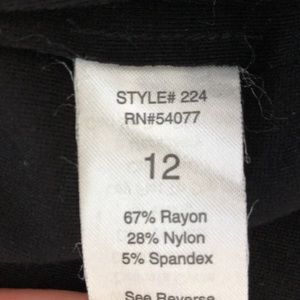 STYLE# 224
RN#54077
12
67% Rayon
28% Nylon
5% Spandex
See Reverse